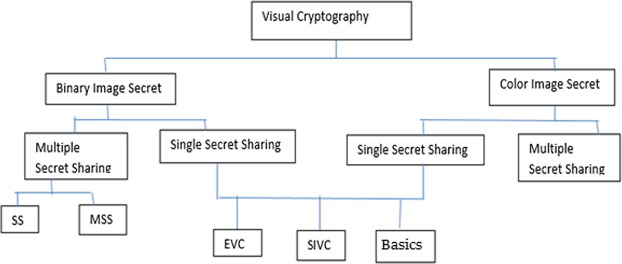 Visual Cryptography
Binary Image Secret
Color Image Secret
Multiple
Secret Sharing
Single Secret Sharing
Single Secret Sharing
Multiple
Secret Sharing
SS
MSS
EVC
SIVC
Basics